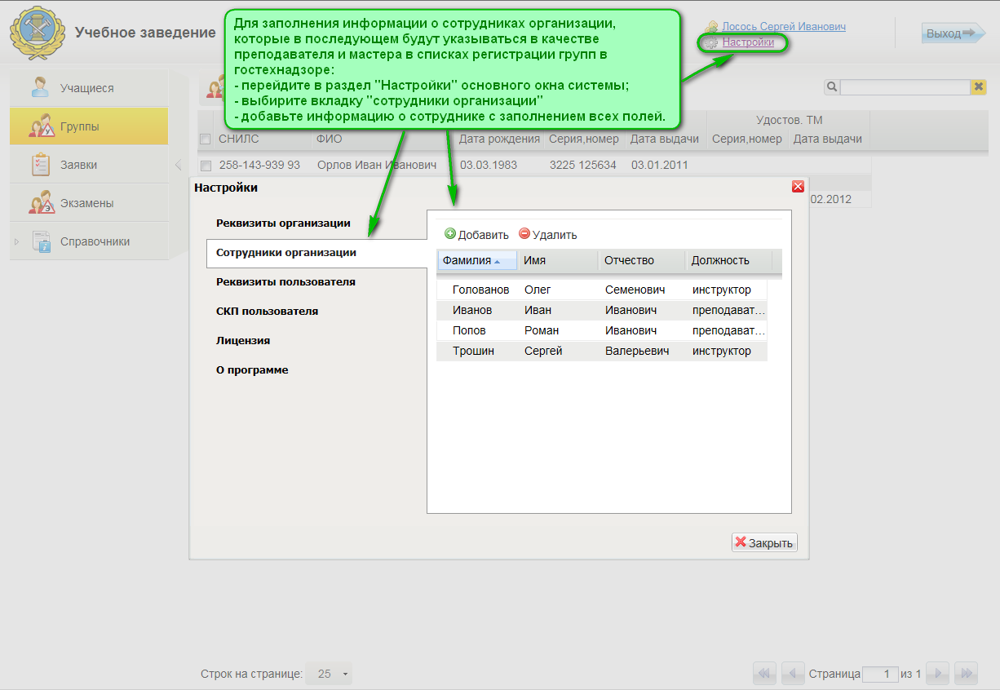 Учебное заведение
Для заполнения информации о сотрудниках организации,
которые в последующем будут указываться в качестве
преподавателя и мастера в списках регистрации групп в
гостехнадзоре:
- перейдите в раздел "Настройки" основного окна системы;
- выбирите вкладку "сотрудники организации"
- добавьте информацию о сотруднике с заполнением всех полей.
Лосось Сергей Иванович
Настройки
Выход
Учащиеся
Группы
Заявки
Экзамены
Справочники
Удостов. ТМ
СНИЛС ФИО Дата рождения Серия,номер Дата выдачи Серия,номер Дата выдачи
258-143-939 93 Орлов Иван Иванович 03.03.1983 3225 125634 03.01.2011
02.2012
Настройки
Реквизиты организации
Сотрудники организации
Реквизиты пользователя
СКП пользователя
Лицензия
О программе
Добавить Удалить
Фамилия Имя Отчество Должность
Голованов Олег Семенович инструктор
Иванов Иван Иванович преподават...
Попов Роман Иванович преподават...
Трошин Сергей Валерьевич инструктор
Закрыть
Строк на странице: 25
Страница 1 из 1